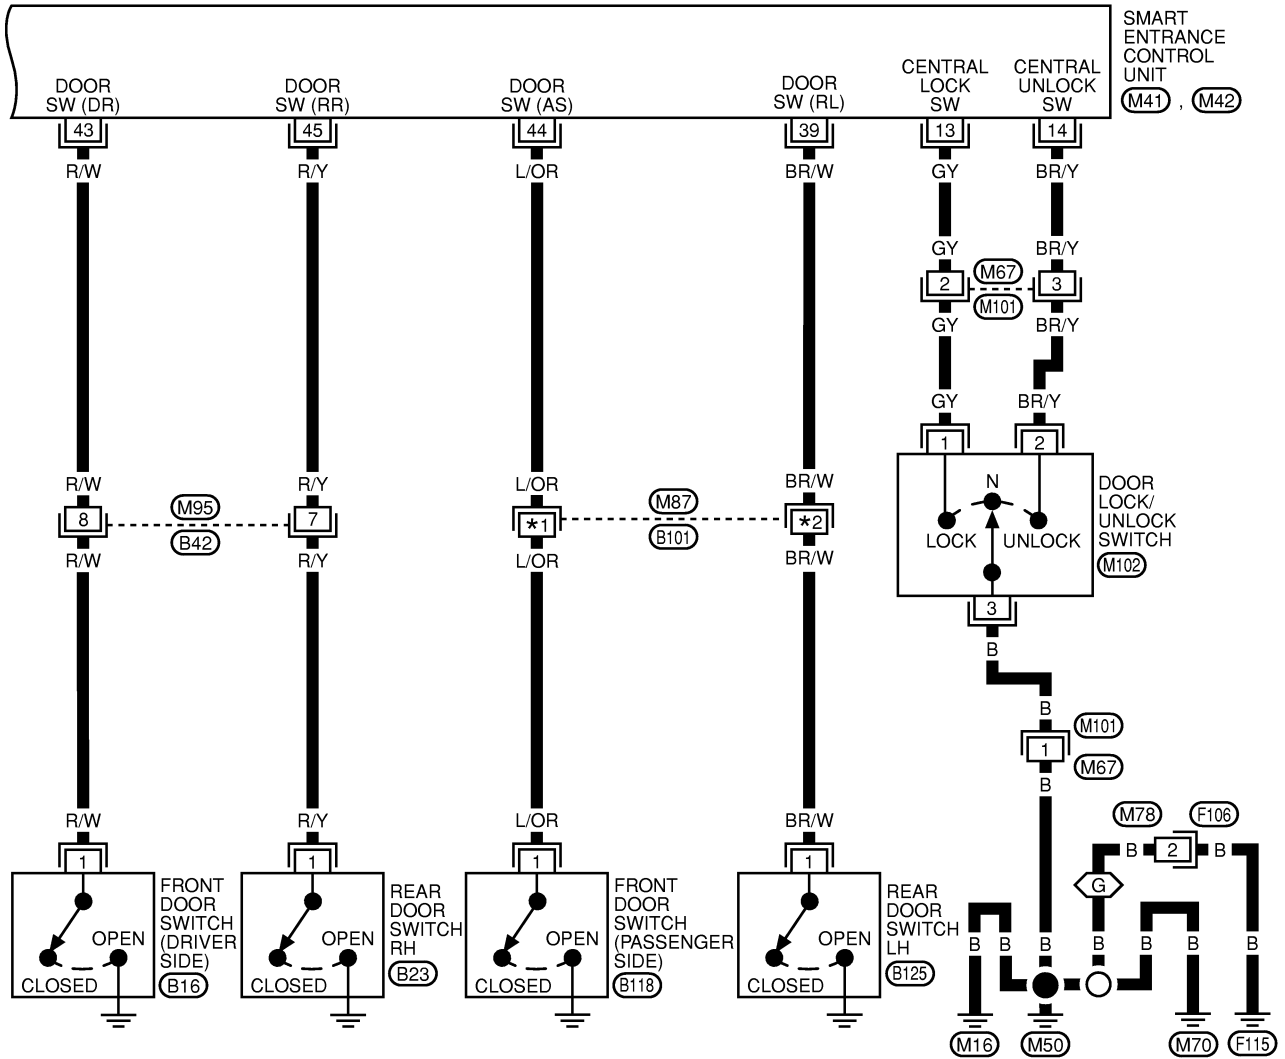 SMART
ENTRANCE
CONTROL
UNIT
M41 , M42
DOOR
SW (DR)
DOOR
SW (RR)
DOOR
SW (AS)
DOOR
SW (RL)
CENTRAL
LOCK
SW
CENTRAL
UNLOCK
SW
43
45
44
39
13
14
R/W
R/Y
L/OR
BR/W
GY
BR/Y
GY
BR/Y
2
M67
M101
3
GY
BR/Y
GY
BR/Y
1
2
N
LOCK
UNLOCK
DOOR
LOCK/
UNLOCK
SWITCH
M102
3
B
R/W
R/Y
L/OR
BR/W
8
M95
B42
7
*1
M87
B101
*2
R/W
R/Y
L/OR
BR/W
B
M101
1
M67
B
R/W
R/Y
L/OR
BR/W
1
1
1
1
OPEN
CLOSED
FRONT
DOOR
SWITCH
(DRIVER
SIDE)
B16
OPEN
CLOSED
REAR
DOOR
SWITCH
RH
B23
OPEN
CLOSED
FRONT
DOOR
SWITCH
(PASSENGER
SIDE)
B118
OPEN
CLOSED
REAR
DOOR
SWITCH
LH
B125
M78
F106
B
2
B
G
B
B
B
B
B
B
B
M16
M50
M70
F115